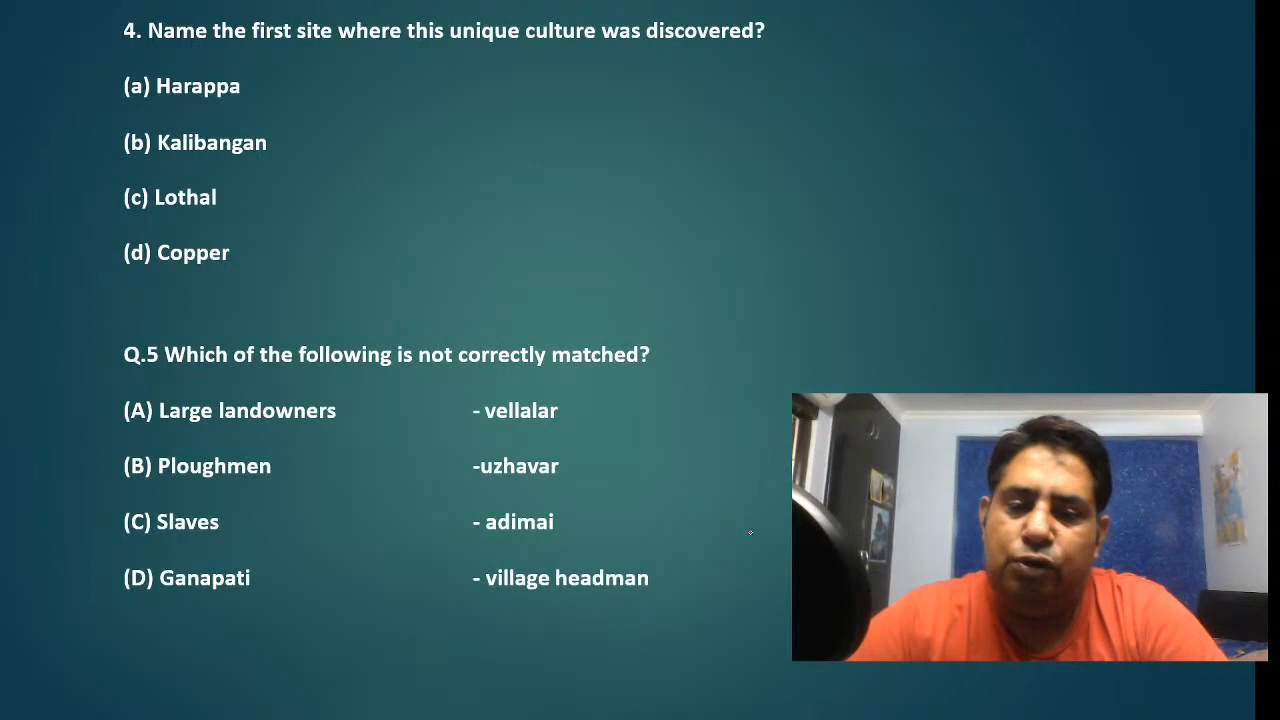 4. Name the first site where this unique culture was discovered?
(a) Harappa
(b) Kalibangan
(c) Lothal
(d) Copper
Q.5 Which of the following is not correctly matched?
(A) Large landowners - vellalar
(B) Ploughmen -uzhavar
(C) Slaves - adimai
(D) Ganapati - village headman